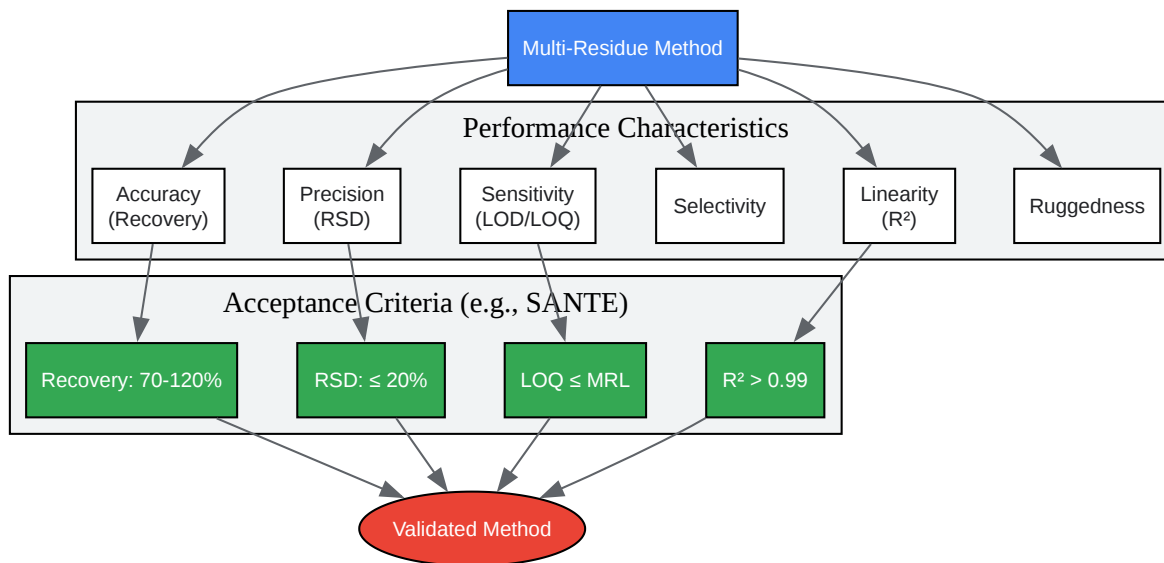 Multi-Residue Method
Performance Characteristics
Accuracy
(Recovery)
Precision
(RSD)
Sensitivity
(LOD/LOQ)
Selectivity
Linearity
(R²)
Ruggedness
Acceptance Criteria (e.g., SANTE)
Recovery: 70-120%
RSD: ≤ 20%
LOQ ≤ MRL
R² > 0.99
Validated Method